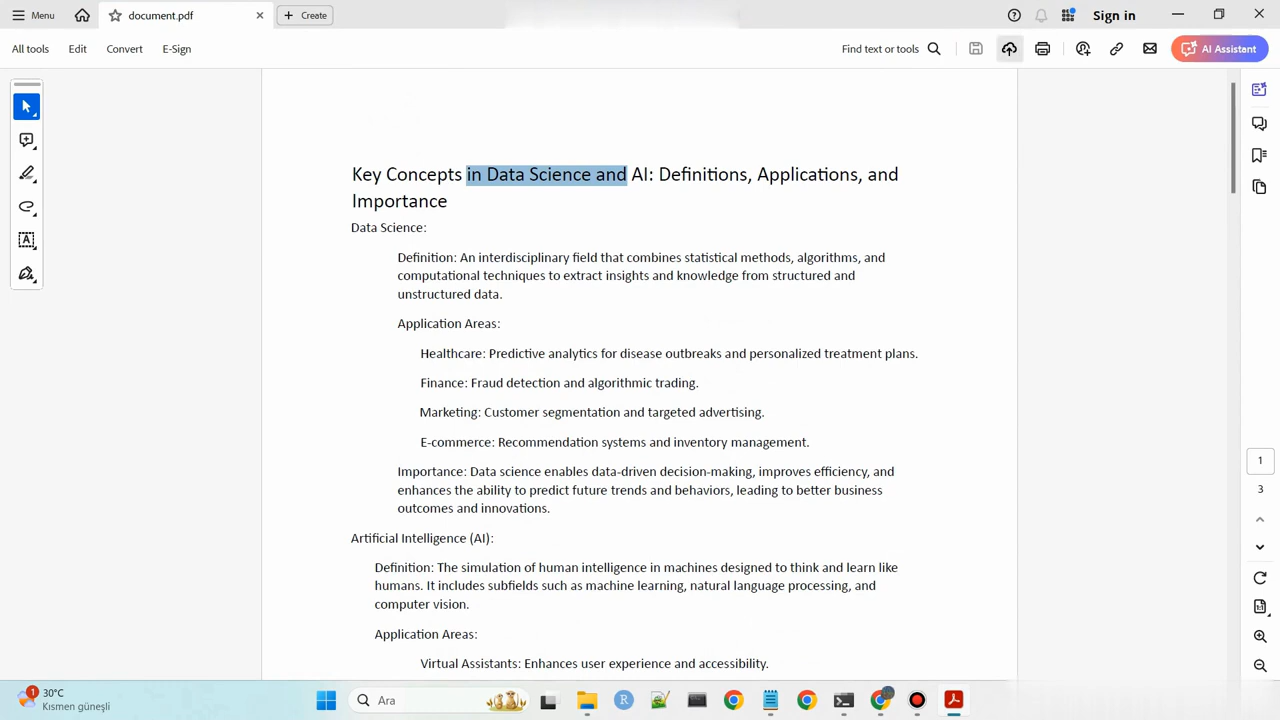 Menu
document.pdf
Create
Sign in
All tools
Edit
Convert
E-Sign
Find text or tools
AI Assistant
Key Concepts in Data Science and AI: Definitions, Applications, and
Importance
Data Science:
Definition: An interdisciplinary field that combines statistical methods, algorithms, and
computational techniques to extract insights and knowledge from structured and
unstructured data.
Application Areas:
Healthcare: Predictive analytics for disease outbreaks and personalized treatment plans.
Finance: Fraud detection and algorithmic trading.
Marketing: Customer segmentation and targeted advertising.
E-commerce: Recommendation systems and inventory management.
Importance: Data science enables data-driven decision-making, improves efficiency, and
enhances the ability to predict future trends and behaviors, leading to better business
outcomes and innovations.
Artificial Intelligence (AI):
Definition: The simulation of human intelligence in machines designed to think and learn like
humans. It includes subfields such as machine learning, natural language processing, and
computer vision.
Application Areas:
Virtual Assistants: Enhances user experience and accessibility.
1
3
1
30°C
Kısmen güneşli
Ara
R